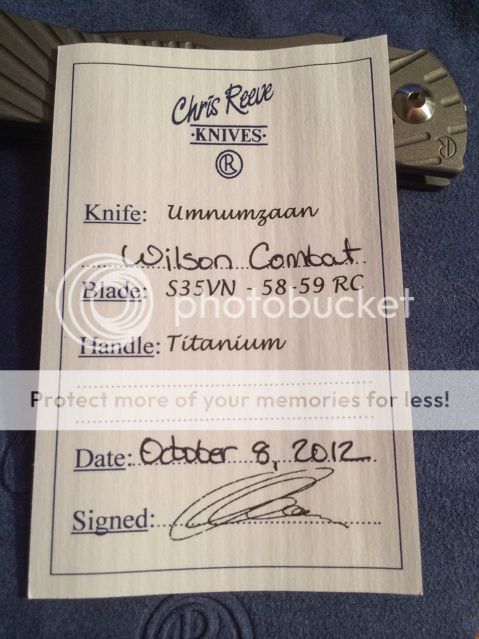 Chris Reeve
·KNIVES·
R
Knife: Umnumzaan
Wilson Combat
Blade: S35VN - 58-59 RC
photobucket
Handle: Titanium
Protect more of your memories for less!
Date: October 8, 2012
Signed: